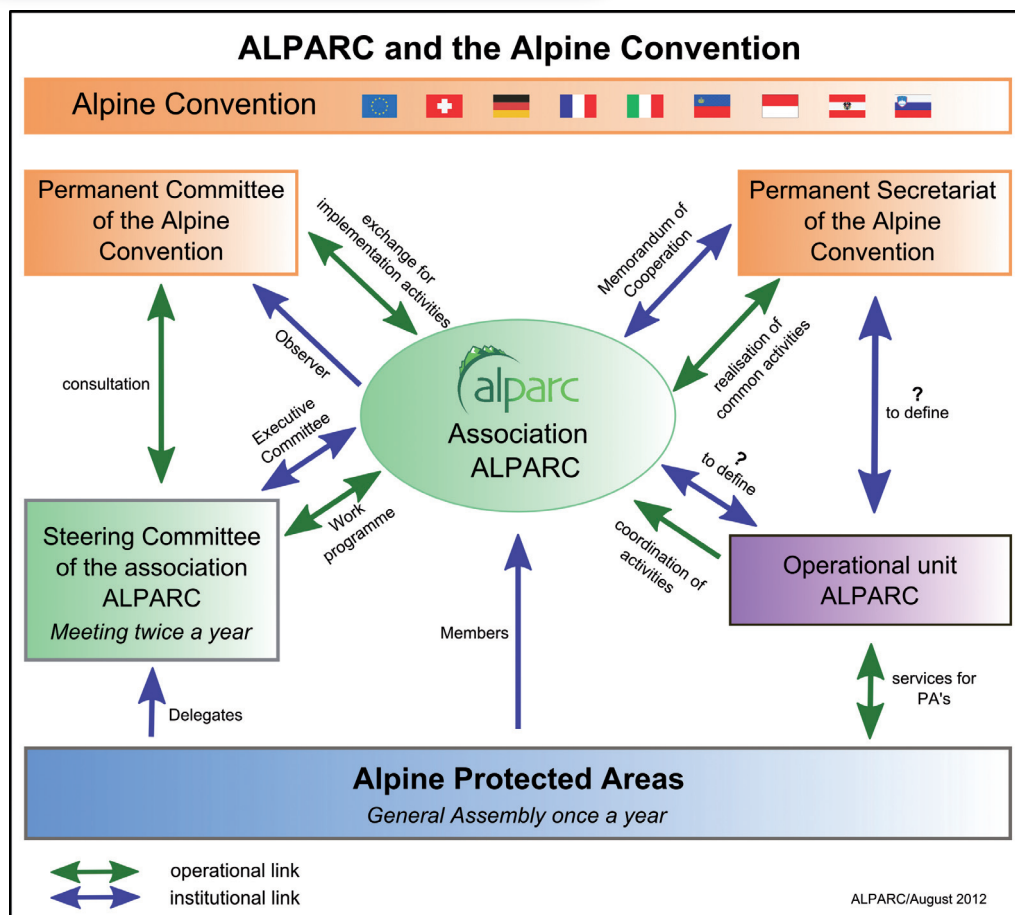 ALPARC and the Alpine Convention
Alpine Convention
Permanent Committee
of the Alpine
Convention
exchange for
implementation activities
Memorandum of
Cooperation
Permanent Secretariat
of the Alpine
Convention
Observer
realisation of
common activities
consultation
alparc
Association
ALPARC
?
to define
Executive
Committee
?
to define
Work
programme
coordination of
activities
Steering Committee
of the association
ALPARC
Meeting twice a year
Operational unit
ALPARC
Members
Delegates
services for
PA's
Alpine Protected Areas
General Assembly once a year
operational link
institutional link
ALPARC/August 2012